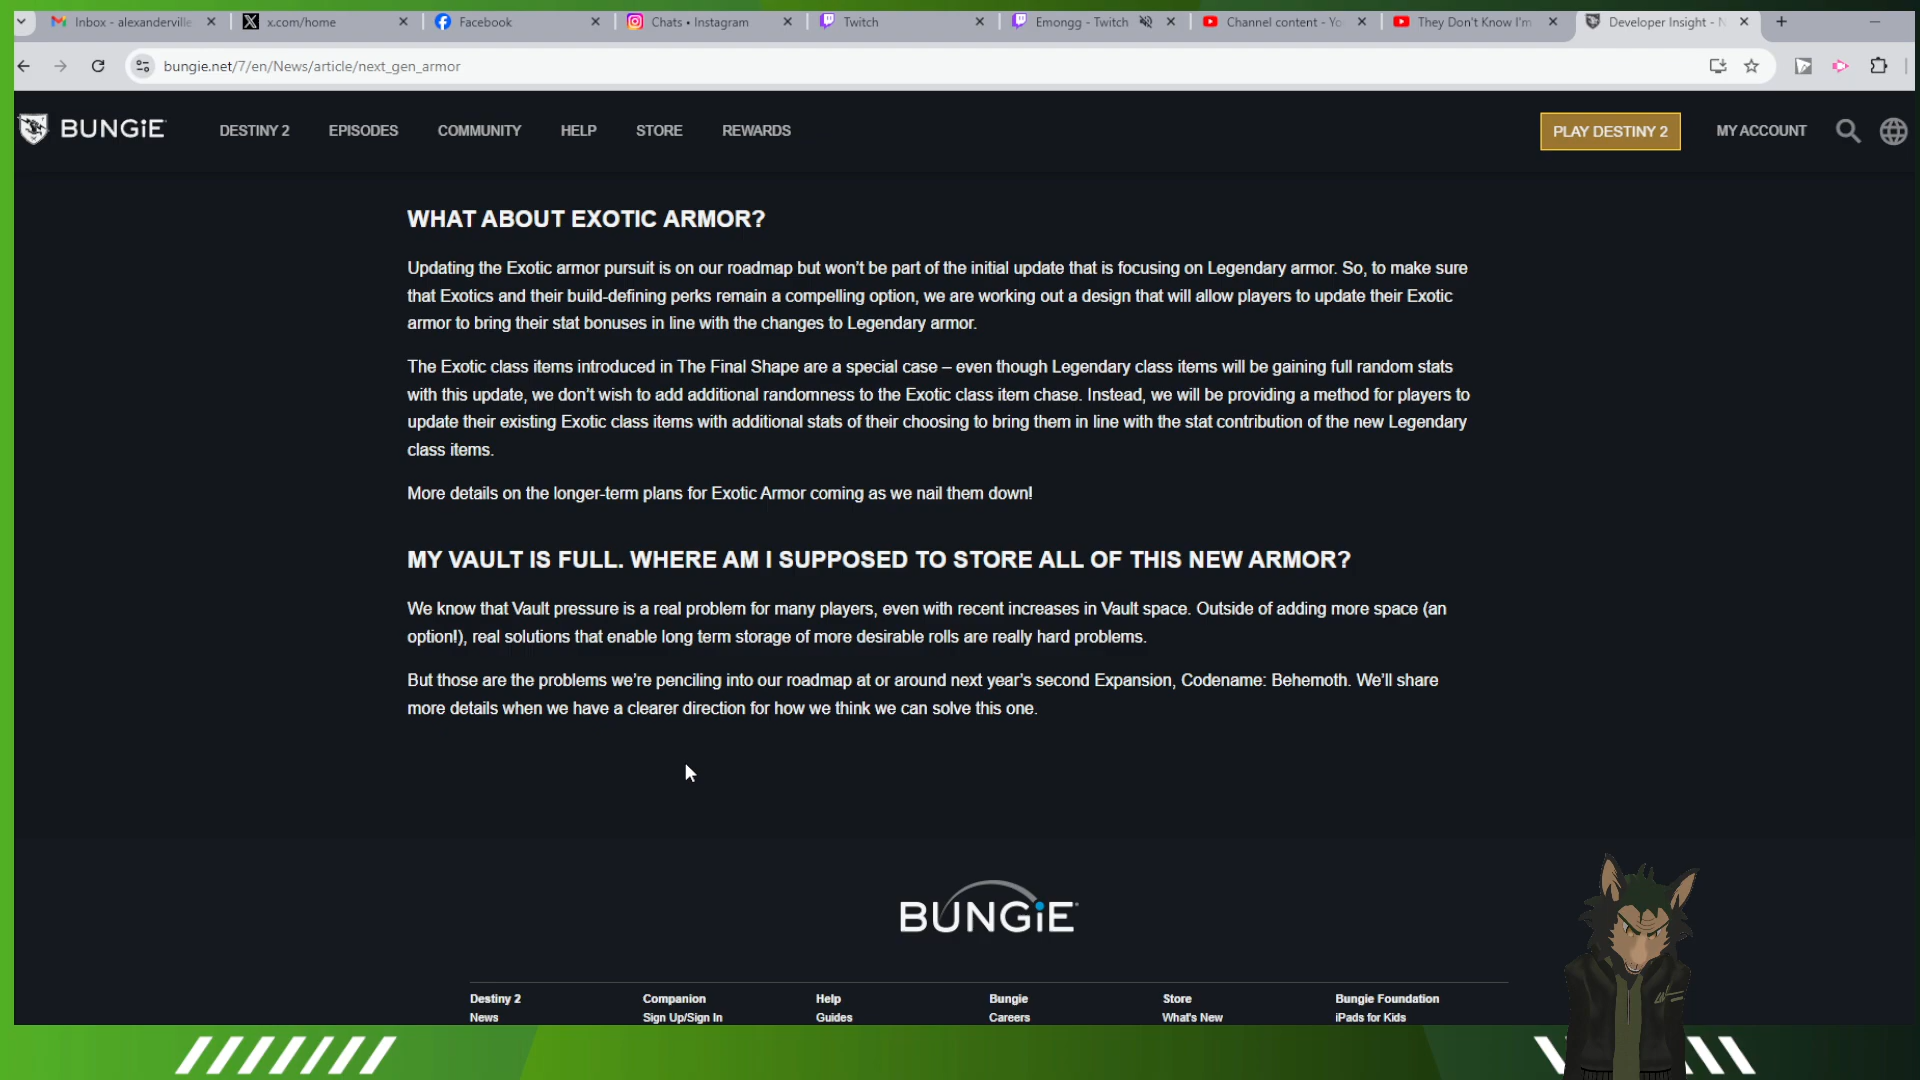 Inbox - alexanderville
x.com/home
Facebook
Chats • Instagram
Twitch
Emongg - Twitch
Channel content - Yo
They Don't Know I'm
Developer Insight - N
bungie.net/7/en/News/article/next_gen_armor
BUNGiE
DESTINY 2
EPISODES
COMMUNITY
HELP
STORE
REWARDS
PLAY DESTINY 2
MY ACCOUNT
WHAT ABOUT EXOTIC ARMOR?
Updating the Exotic armor pursuit is on our roadmap but won't be part of the initial update that is focusing on Legendary armor. So, to make sure
that Exotics and their build-defining perks remain a compelling option, we are working out a design that will allow players to update their Exotic
armor to bring their stat bonuses in line with the changes to Legendary armor.
The Exotic class items introduced in The Final Shape are a special case – even though Legendary class items will be gaining full random stats
with this update, we don't wish to add additional randomness to the Exotic class item chase. Instead, we will be providing a method for players to
update their existing Exotic class items with additional stats of their choosing to bring them in line with the stat contribution of the new Legendary
class items.
More details on the longer-term plans for Exotic Armor coming as we nail them down!
MY VAULT IS FULL. WHERE AM I SUPPOSED TO STORE ALL OF THIS NEW ARMOR?
We know that Vault pressure is a real problem for many players, even with recent increases in Vault space. Outside of adding more space (an
option!), real solutions that enable long term storage of more desirable rolls are really hard problems.
But those are the problems we're penciling into our roadmap at or around next year's second Expansion, Codename: Behemoth. We'll share
more details when we have a clearer direction for how we think we can solve this one.
BUNGiE
Destiny 2
Companion
Help
Bungie
Store
Bungie Foundation
News
Sign Up/Sign In
Guides
Careers
What's New
iPads for Kids